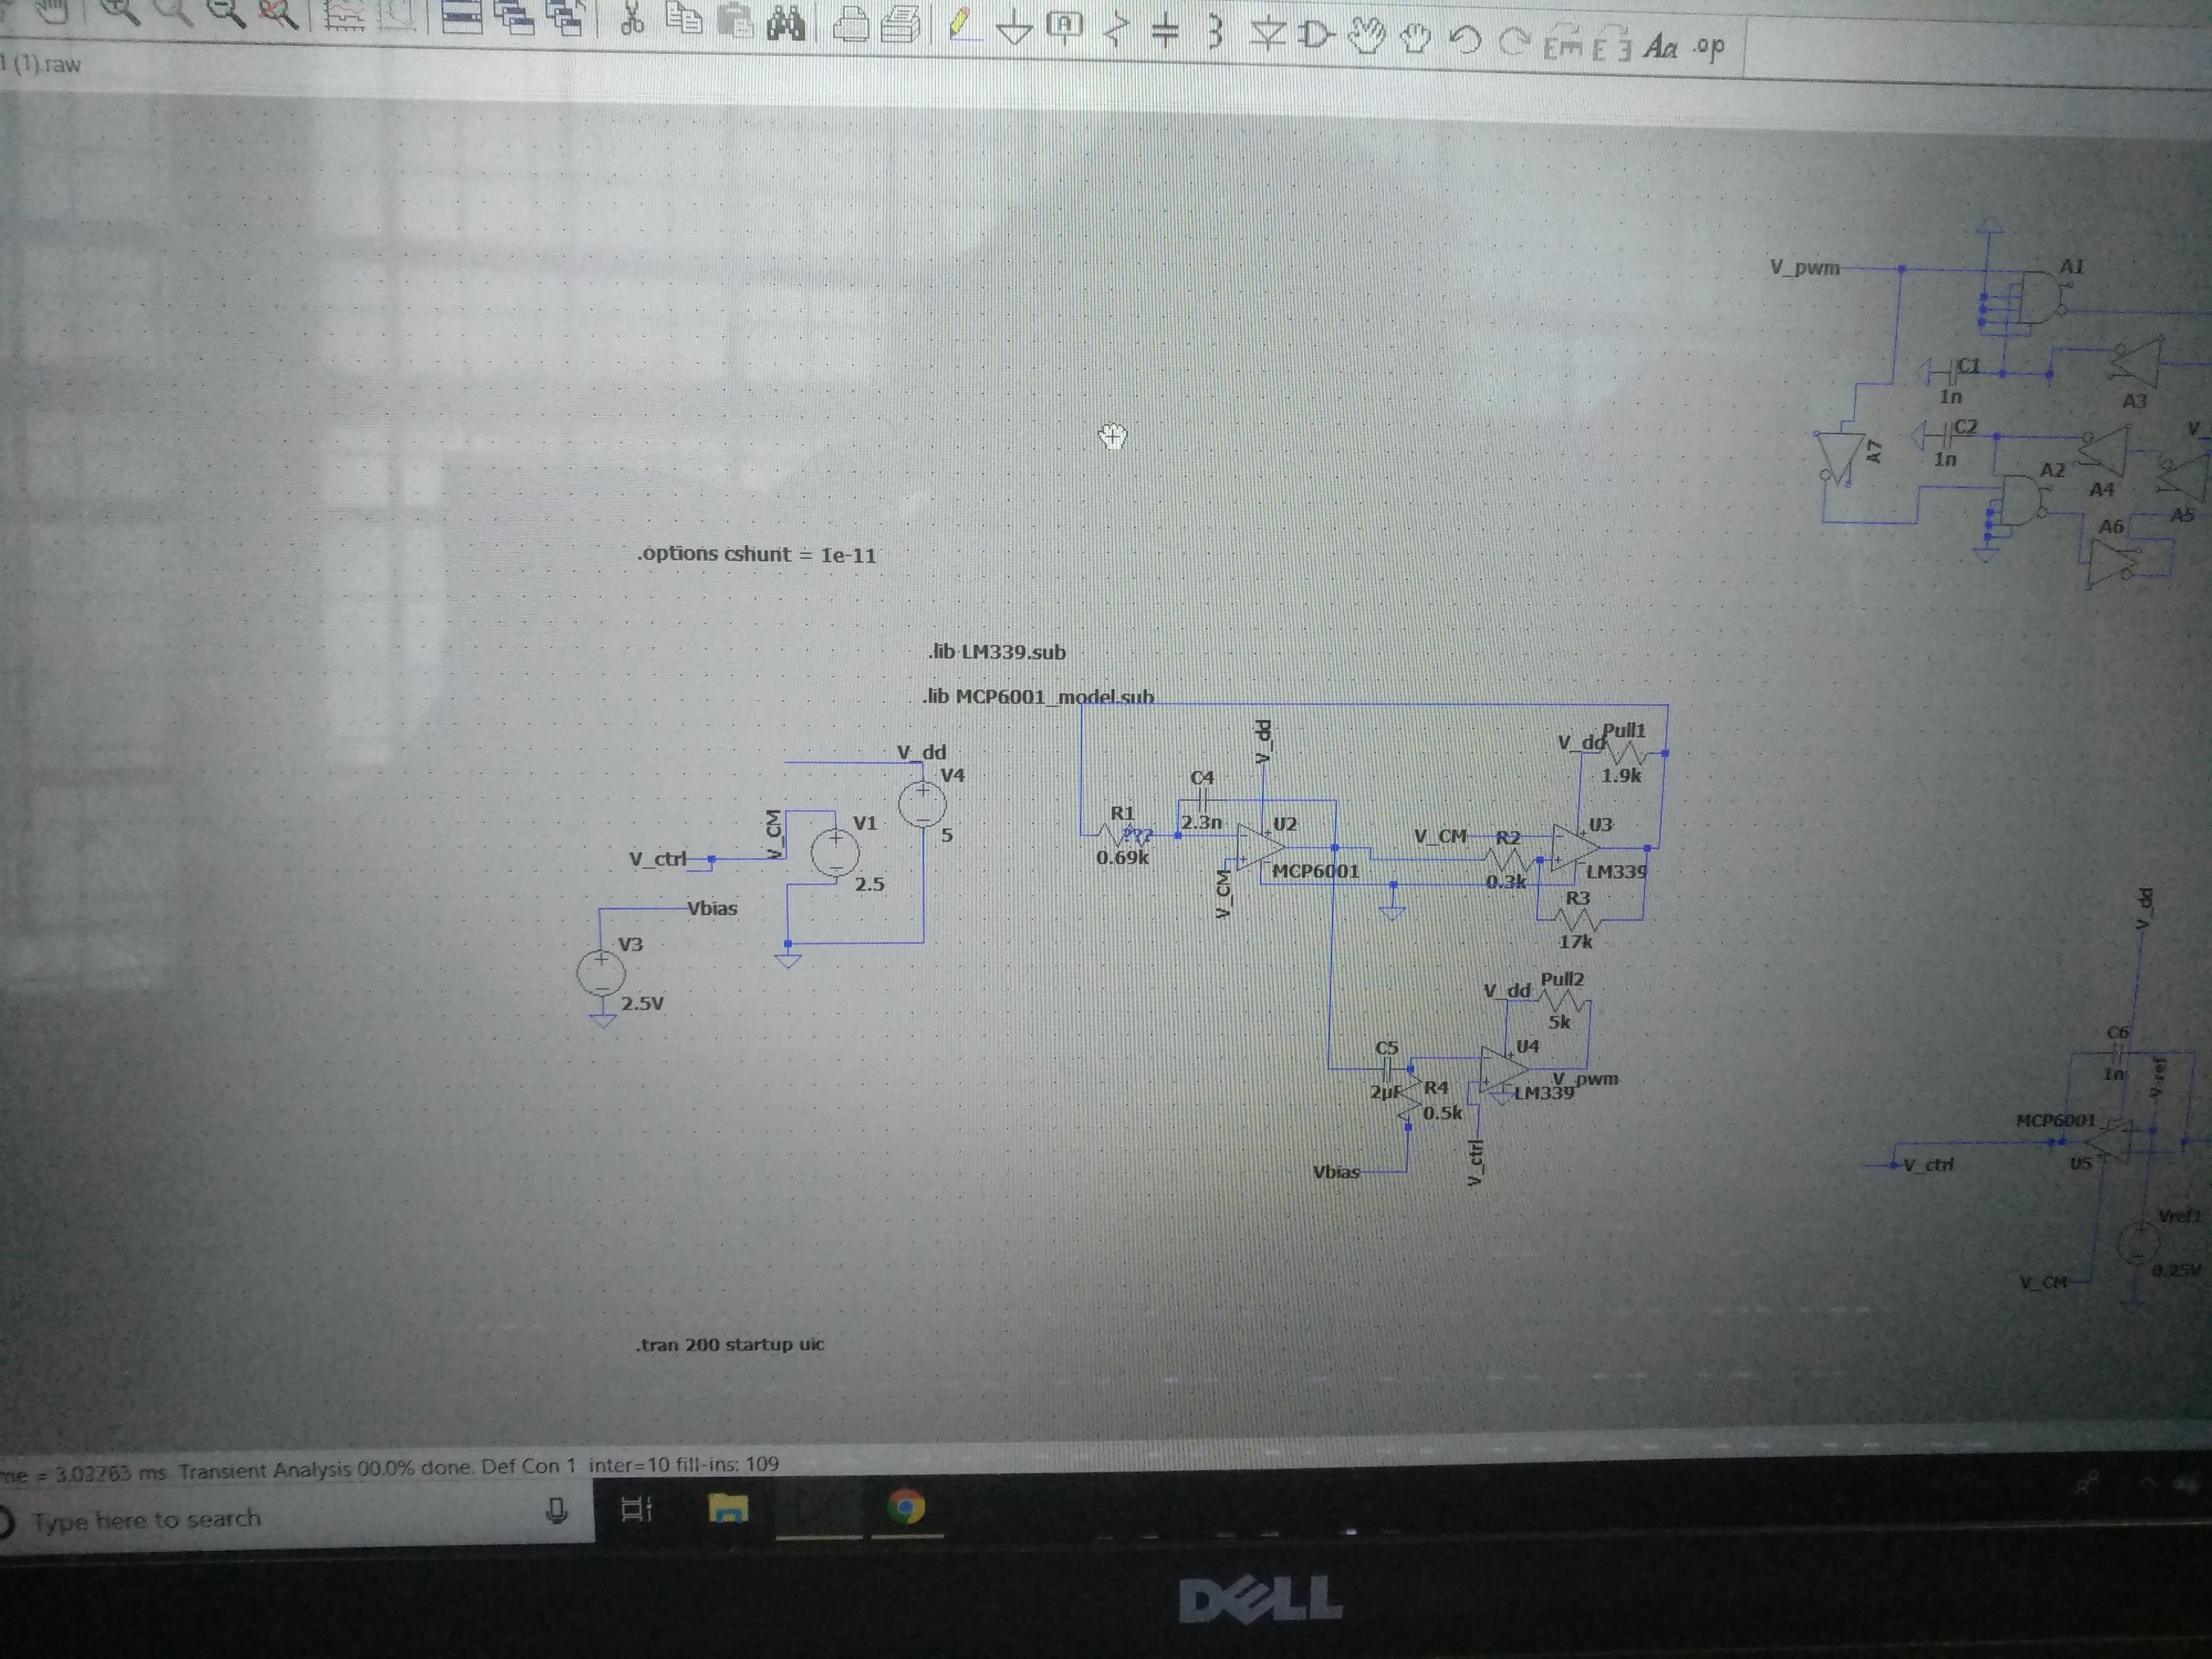 Aa .op
1 (1).raw
V_pwm
A1
C1
1n
A3
C2
1n
A7
A2
A4
A5
A6
.options cshunt = 1e-11
.lib LM339.sub
.lib MCP6001_model.sub
V_dd
V4
5
V_CM
V1
2.5
V_ctrl
Vbias
V3
2.5V
V_dd
C4
2.3n
R1
???
0.69k
U2
MCP6001
V_CM
V_CM
R2
0.3k
V_dd
Pull1
1.9k
U3
LM339
R3
17k
V_dd
Pull2
5k
C5
2µF
R4
0.5k
U4
LM339
V_pwm
Vbias
V_ctrl
V_dd
C6
1n
MCP6001
U5
V_ctrl
Vref1
0.25V
V_CM
.tran 200 startup uic
= 3.03263 ms Transient Analysis 00.0% done. Def Con 1 inter=10 fill-ins: 109
Type here to search
DELL